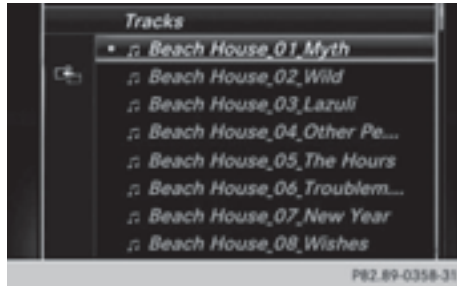 Tracks
Beach House_01_Myth
Beach House_02_Wild
Beach House_03_Lazuli
Beach House_04_Other Pe...
Beach House_05_The Hours
Beach House_06_Troublem...
Beach House_07_New Year
Beach House_08_Wishes
P82.89-0358-31